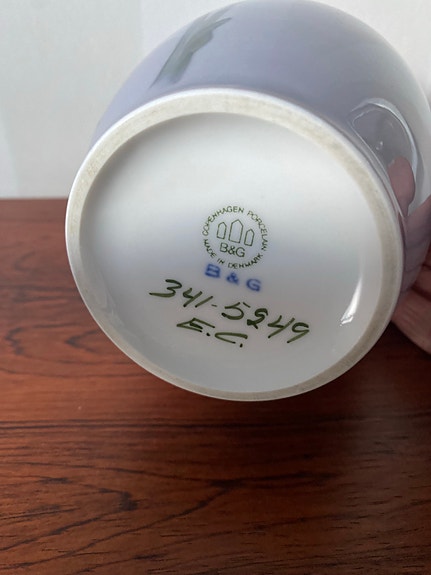 COPENHAGEN PORCELAIN
B&G
MADE IN DENMARK
B & G
341-5249
E.C.